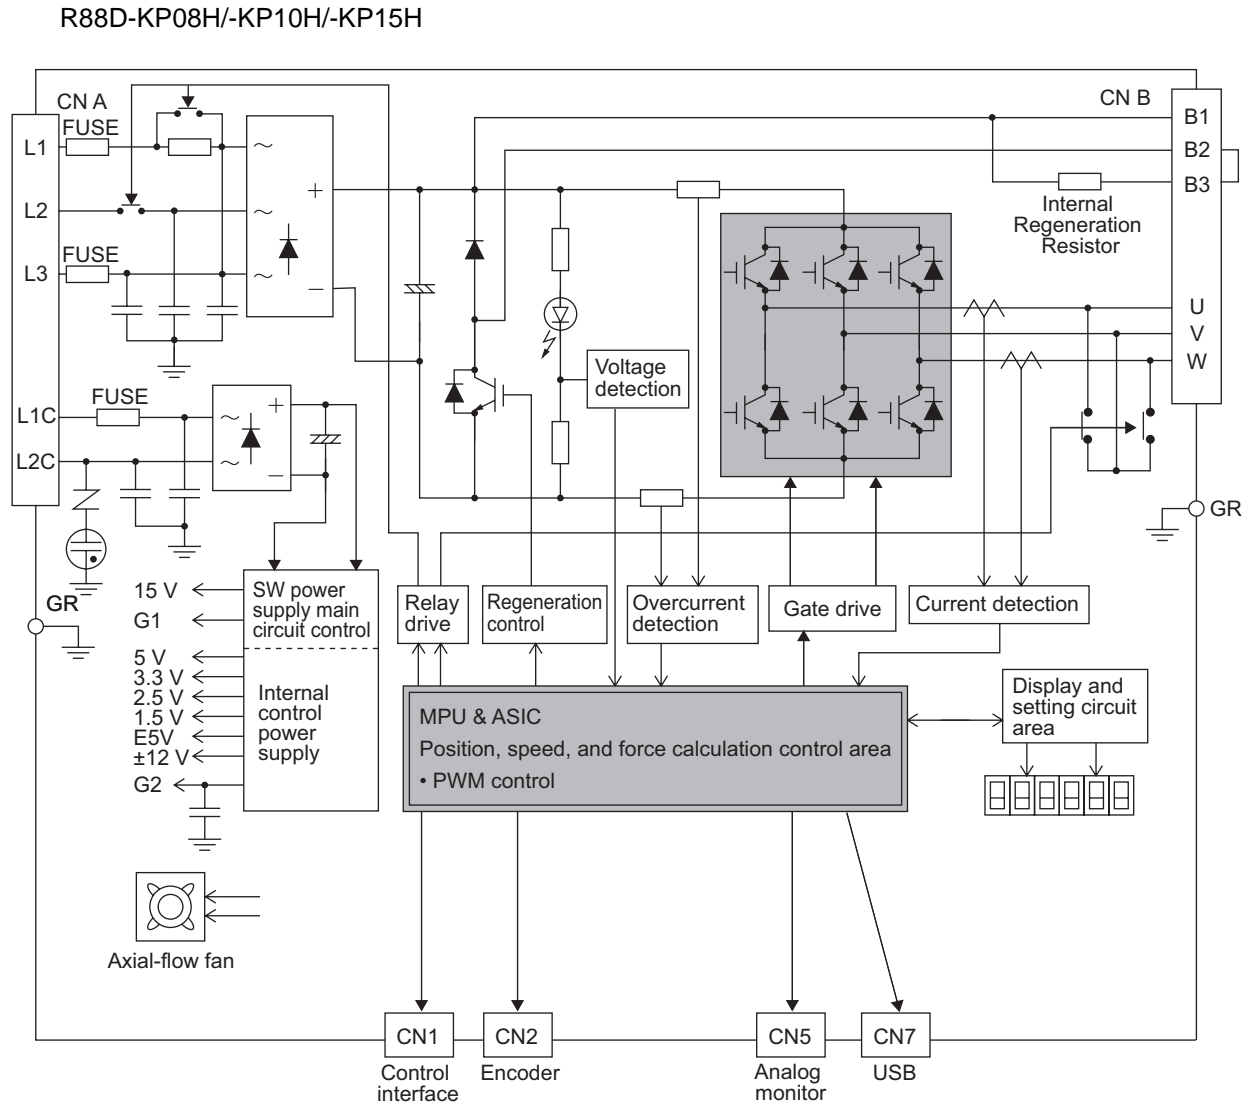 R88D-KP08H/-KP10H/-KP15H
CN A
CN B
FUSE
L1
L2
FUSE
L3
FUSE
L1C
L2C
+
−
+
−
B1
B2
B3
Internal
Regeneration
Resistor
U
V
W
Voltage
detection
GR
GR
15 V
G1
5 V
3.3 V
2.5 V
1.5 V
E5V
±12 V
G2
SW power
supply main
circuit control
Internal
control
power
supply
Relay
drive
Regeneration
control
Overcurrent
detection
Gate drive
Current detection
MPU & ASIC
Position, speed, and force calculation control area
• PWM control
Display and
setting circuit
area
Axial-flow fan
CN1
CN2
CN5
CN7
Control
interface
Encoder
Analog
monitor
USB